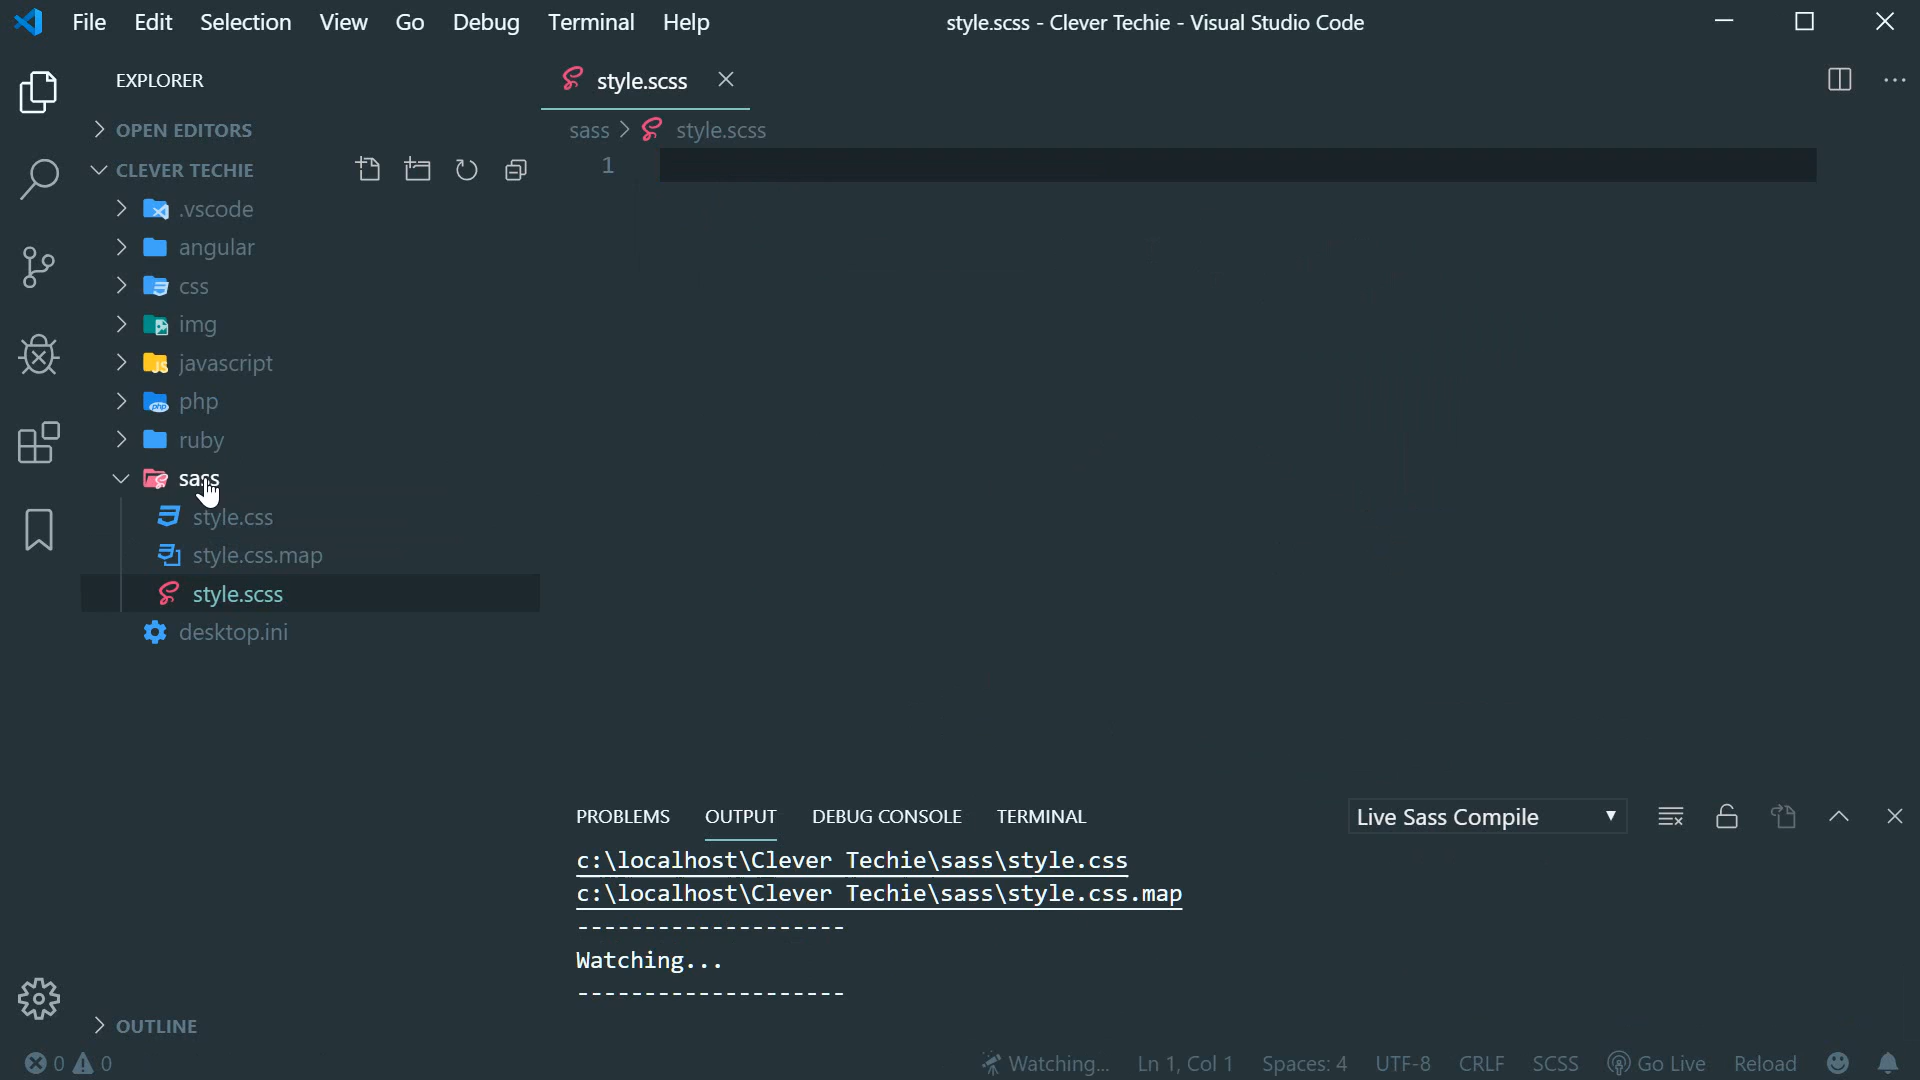 File Edit Selection View Go Debug Terminal Help
style.scss - Clever Techie - Visual Studio Code
EXPLORER
OPEN EDITORS
CLEVER TECHIE
.vscode
angular
css
img
javascript
php
ruby
sass
style.css
style.css.map
style.scss
desktop.ini
OUTLINE
style.scss
sass > style.scss
1
PROBLEMS OUTPUT DEBUG CONSOLE TERMINAL
Live Sass Compile
c:\localhost\Clever Techie\sass\style.css
c:\localhost\Clever Techie\sass\style.css.map
--------------------
Watching...
--------------------
0 0 Watching... Ln 1, Col 1 Spaces: 4 UTF-8 CRLF SCSS Go Live Reload